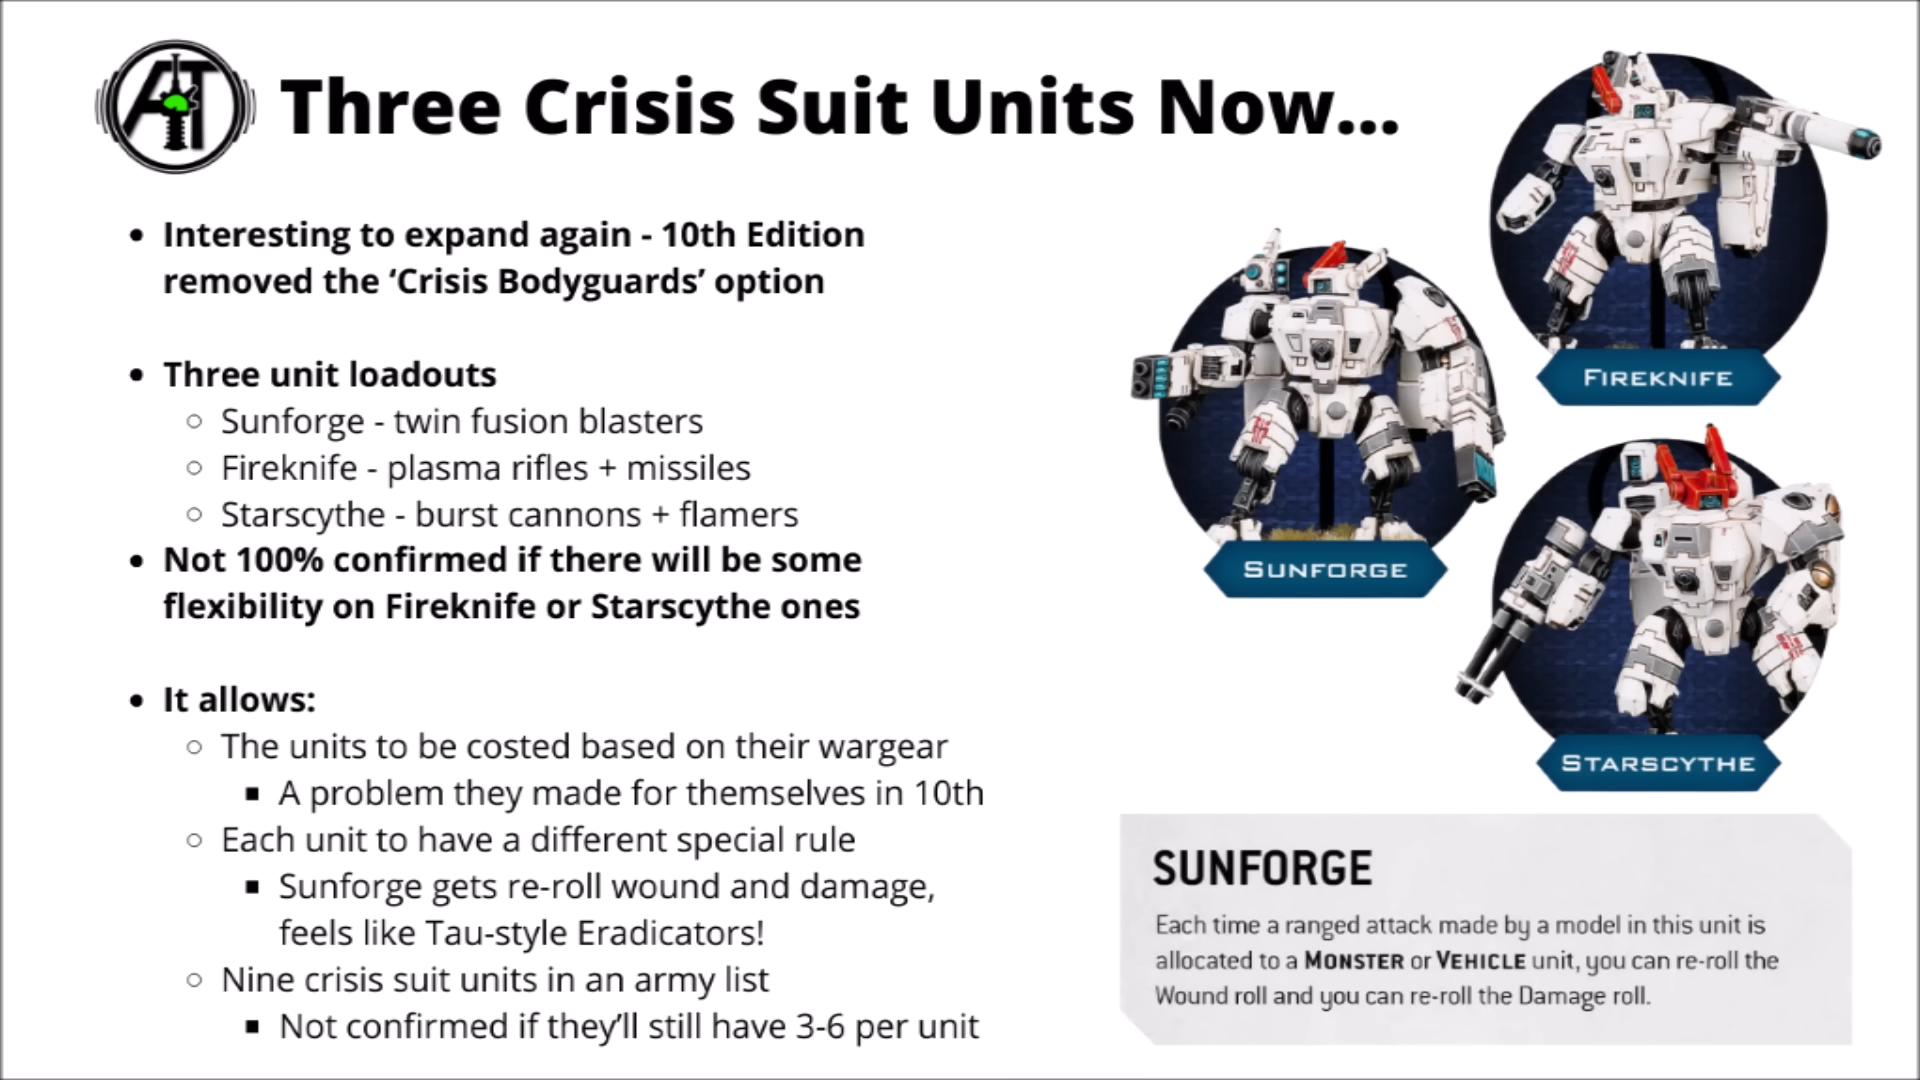 AT
Three Crisis Suit Units Now...
• Interesting to expand again - 10th Edition
removed the ‘Crisis Bodyguards’ option
• Three unit loadouts
○ Sunforge - twin fusion blasters
○ Fireknife - plasma rifles + missiles
○ Starscythe - burst cannons + flamers
• Not 100% confirmed if there will be some
flexibility on Fireknife or Starscythe ones
• It allows:
○ The units to be costed based on their wargear
▪ A problem they made for themselves in 10th
○ Each unit to have a different special rule
▪ Sunforge gets re-roll wound and damage,
feels like Tau-style Eradicators!
○ Nine crisis suit units in an army list
▪ Not confirmed if they’ll still have 3-6 per unit
FIREKNIFE
SUNFORGE
STARSCYTHE
SUNFORGE
Each time a ranged attack made by a model in this unit is
allocated to a MONSTER or VEHICLE unit, you can re-roll the
Wound roll and you can re-roll the Damage roll.